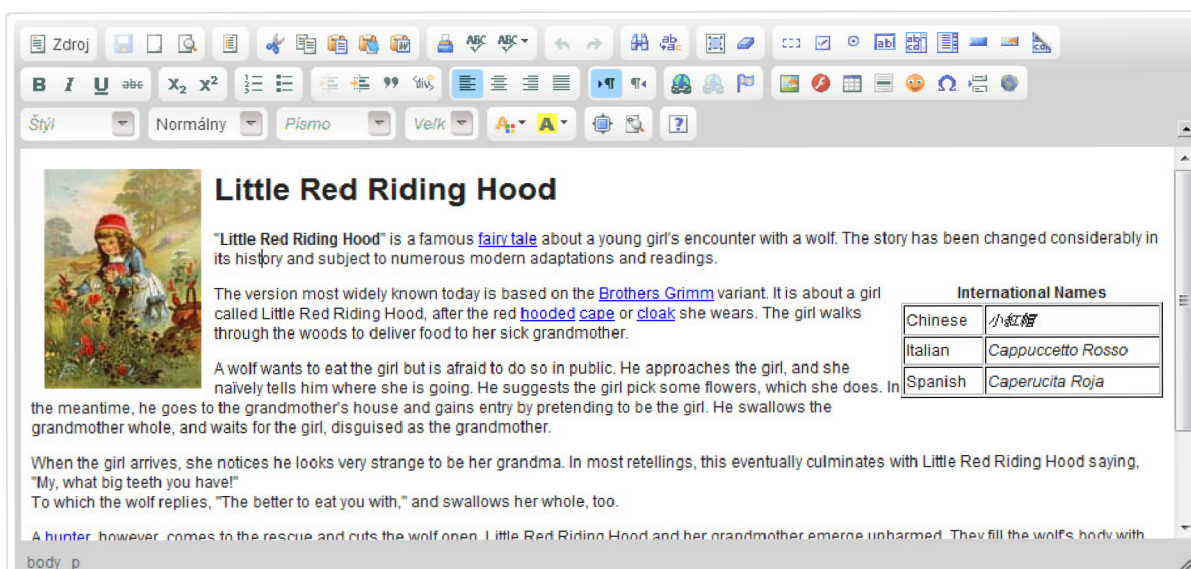 Zdroj
B I U abc X₂ X²
Štýl Normálny Písmo Veľk
Little Red Riding Hood
"Little Red Riding Hood" is a famous fairy tale about a young girl's encounter with a wolf. The story has been changed considerably in
its history and subject to numerous modern adaptations and readings.
The version most widely known today is based on the Brothers Grimm variant. It is about a girl
called Little Red Riding Hood, after the red hooded cape or cloak she wears. The girl walks
through the woods to deliver food to her sick grandmother.
International Names
Chinese 小紅帽
Italian Cappuccetto Rosso
Spanish Caperucita Roja
A wolf wants to eat the girl but is afraid to do so in public. He approaches the girl, and she
naïvely tells him where she is going. He suggests the girl pick some flowers, which she does. In
the meantime, he goes to the grandmother's house and gains entry by pretending to be the girl. He swallows the
grandmother whole, and waits for the girl, disguised as the grandmother.
When the girl arrives, she notices he looks very strange to be her grandma. In most retellings, this eventually culminates with Little Red Riding Hood saying,
"My, what big teeth you have!"
To which the wolf replies, "The better to eat you with," and swallows her whole, too.
A hunter, however, comes to the rescue and cuts the wolf open. Little Red Riding Hood and her grandmother emerge unharmed. They fill the wolf's body with
body p